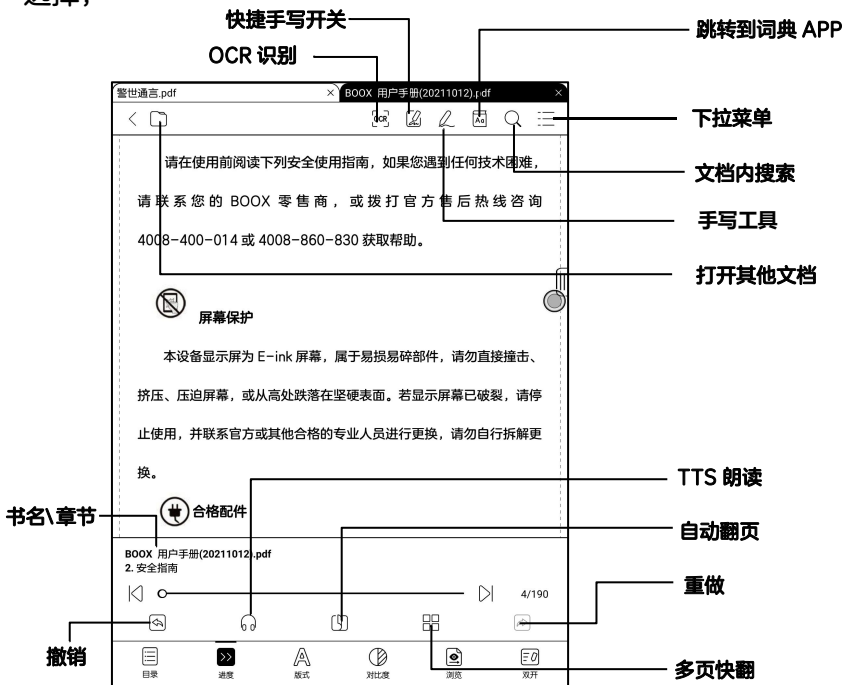 选择；
快捷手写开关
跳转到词典 APP
OCR 识别
警世通言.pdf
×
BOOX 用户手册(20211012).pdf
×
OCR
Aa
下拉菜单
文档内搜索
手写工具
打开其他文档
请在使用前阅读下列安全使用指南，如果您遇到任何技术困难，
请联系您的 BOOX 零售商，或拨打官方售后热线咨询
4008-400-014 或 4008-860-830 获取帮助。
屏幕保护
本设备显示屏为 E-ink 屏幕，属于易损易碎部件，请勿直接撞击、
挤压、压迫屏幕，或从高处跌落在坚硬表面。若显示屏幕已破裂，请停
止使用，并联系官方或其他合格的专业人员进行更换，请勿自行拆解更
换。
合格配件
TTS 朗读
书名\章节
自动翻页
BOOX 用户手册(20211012).pdf
2. 安全指南
4/190
重做
撤销
目录
进度
版式
对比度
浏览
双开
多页快翻